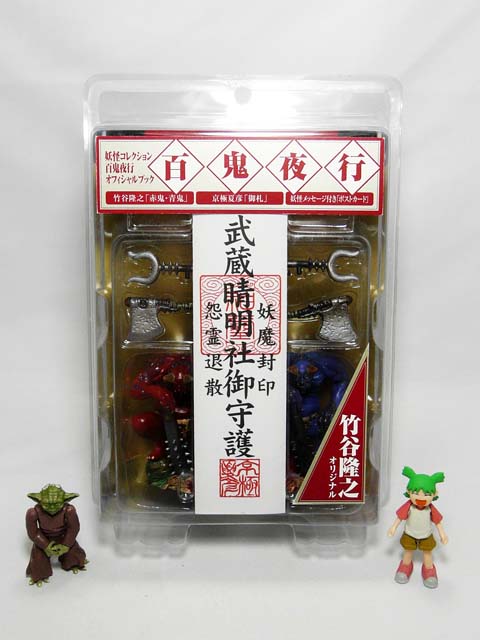 妖怪コレクション
百鬼夜行
オフィシャルブック
百鬼夜行
竹谷隆之「赤鬼・青鬼」
京極夏彦「御札」
妖怪メッセージ付き「ポストカード」
武蔵晴明社御守護
妖魔封印
怨霊退散
竹谷隆之
オリジナル